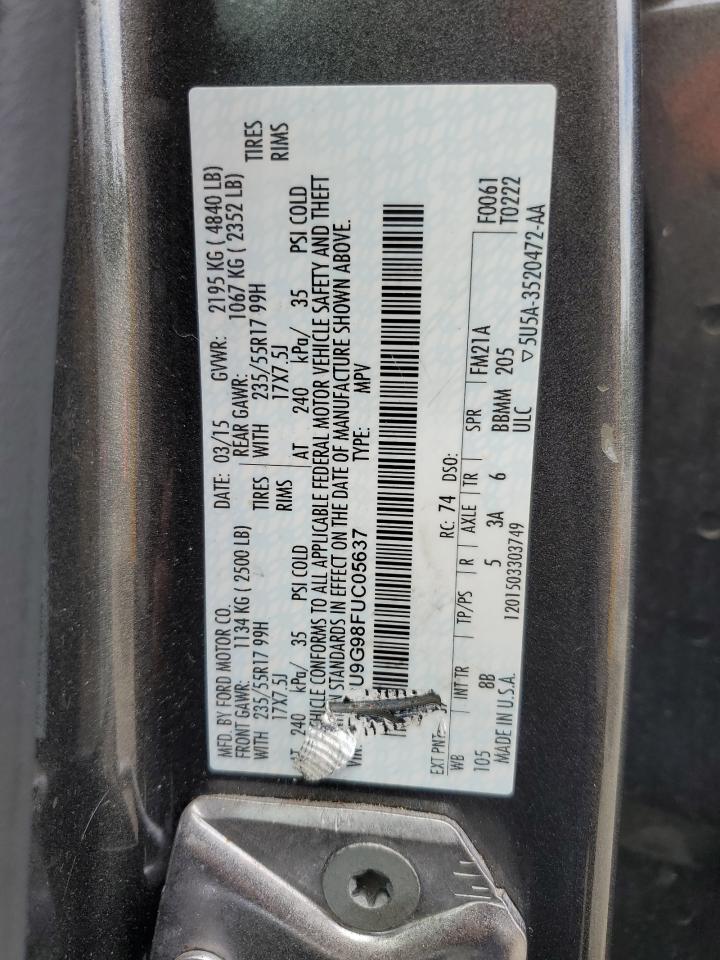 MFD. BY FORD MOTOR CO. DATE: 03/15 GVWR: 2195 KG ( 4840 LB)
FRONT GAWR: 1134 KG ( 2500 LB) REAR GAWR: 1067 KG ( 2352 LB)
WITH 235/55R17 99H TIRES WITH 235/55R17 99H TIRES
17X7.5J RIMS 17X7.5J RIMS
AT 240 kPa/ 35 PSI COLD AT 240 kPa/ 35 PSI COLD
VEHICLE CONFORMS TO ALL APPLICABLE FEDERAL MOTOR VEHICLE SAFETY AND THEFT
STANDARDS IN EFFECT ON THE DATE OF MANUFACTURE SHOWN ABOVE.
U9G98FUC05637 TYPE: MPV
EXT PNT: RC: 74 DSO:
WB INT TR TP/PS R AXLE TR SPR FM21A F0061
105 8B 5 3A 6 BBMM 205 T0222
MADE IN U.S.A. 1201503303749 ULC ▽5U5A-3520472-AA